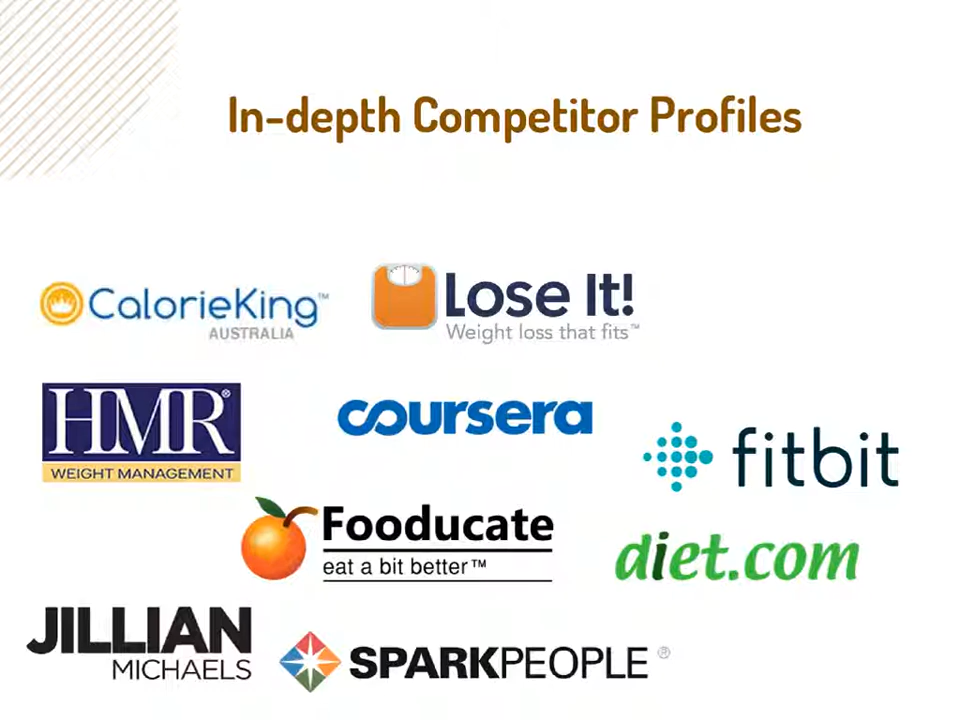 In-depth Competitor Profiles
CalorieKing™
AUSTRALIA
Lose It!
Weight loss that fits™
HMR®
WEIGHT MANAGEMENT
coursera
fitbit
Fooducate
eat a bit better™
diet.com
JILLIAN
MICHAELS
SPARKPEOPLE®